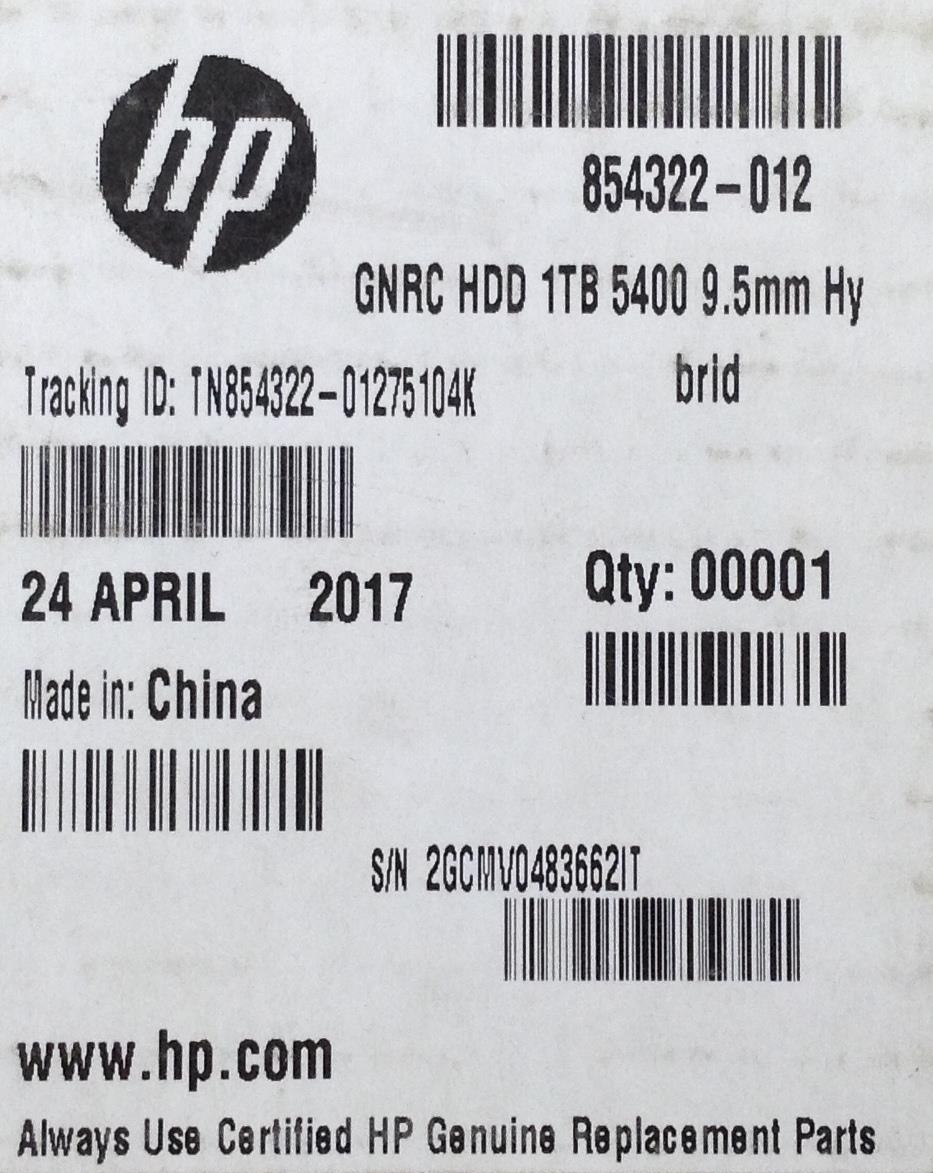 hp
854322-012
GNRC HDD 1TB 5400 9.5mm Hy
brid
Tracking ID: TN854322-01275104K
24 APRIL 2017
Qty: 00001
Made in: China
S/N 2GCMV0483662IT
www.hp.com
Always Use Certified HP Genuine Replacement Parts